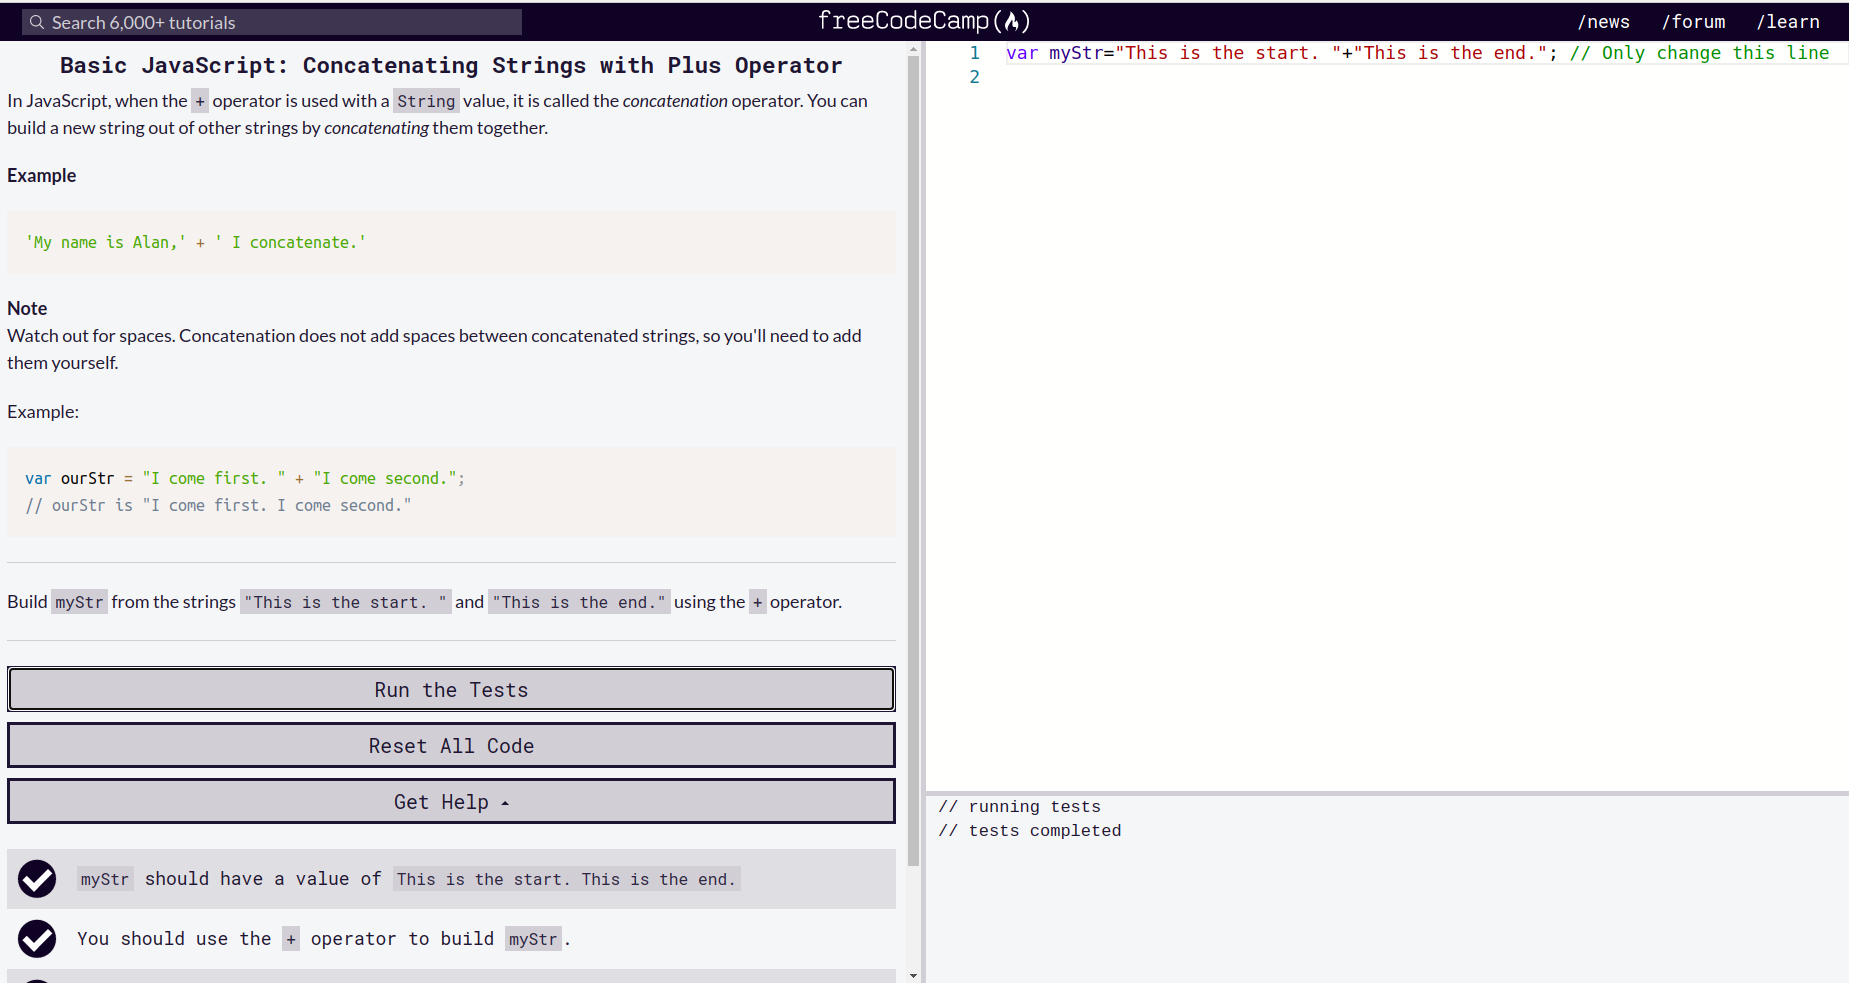 Search 6,000+ tutorials
freeCodeCamp(🔥)
/news /forum /learn
Basic JavaScript: Concatenating Strings with Plus Operator
In JavaScript, when the + operator is used with a String value, it is called the concatenation operator. You can
build a new string out of other strings by concatenating them together.
Example
'My name is Alan,' + ' I concatenate.'
Note
Watch out for spaces. Concatenation does not add spaces between concatenated strings, so you'll need to add
them yourself.
Example:
var ourStr = "I come first. " + "I come second.";
// ourStr is "I come first. I come second."
Build myStr from the strings "This is the start. " and "This is the end." using the + operator.
Run the Tests
Reset All Code
Get Help
myStr should have a value of This is the start. This is the end.
You should use the + operator to build myStr.
1 var myStr="This is the start. "+"This is the end."; // Only change this line
2
// running tests
// tests completed